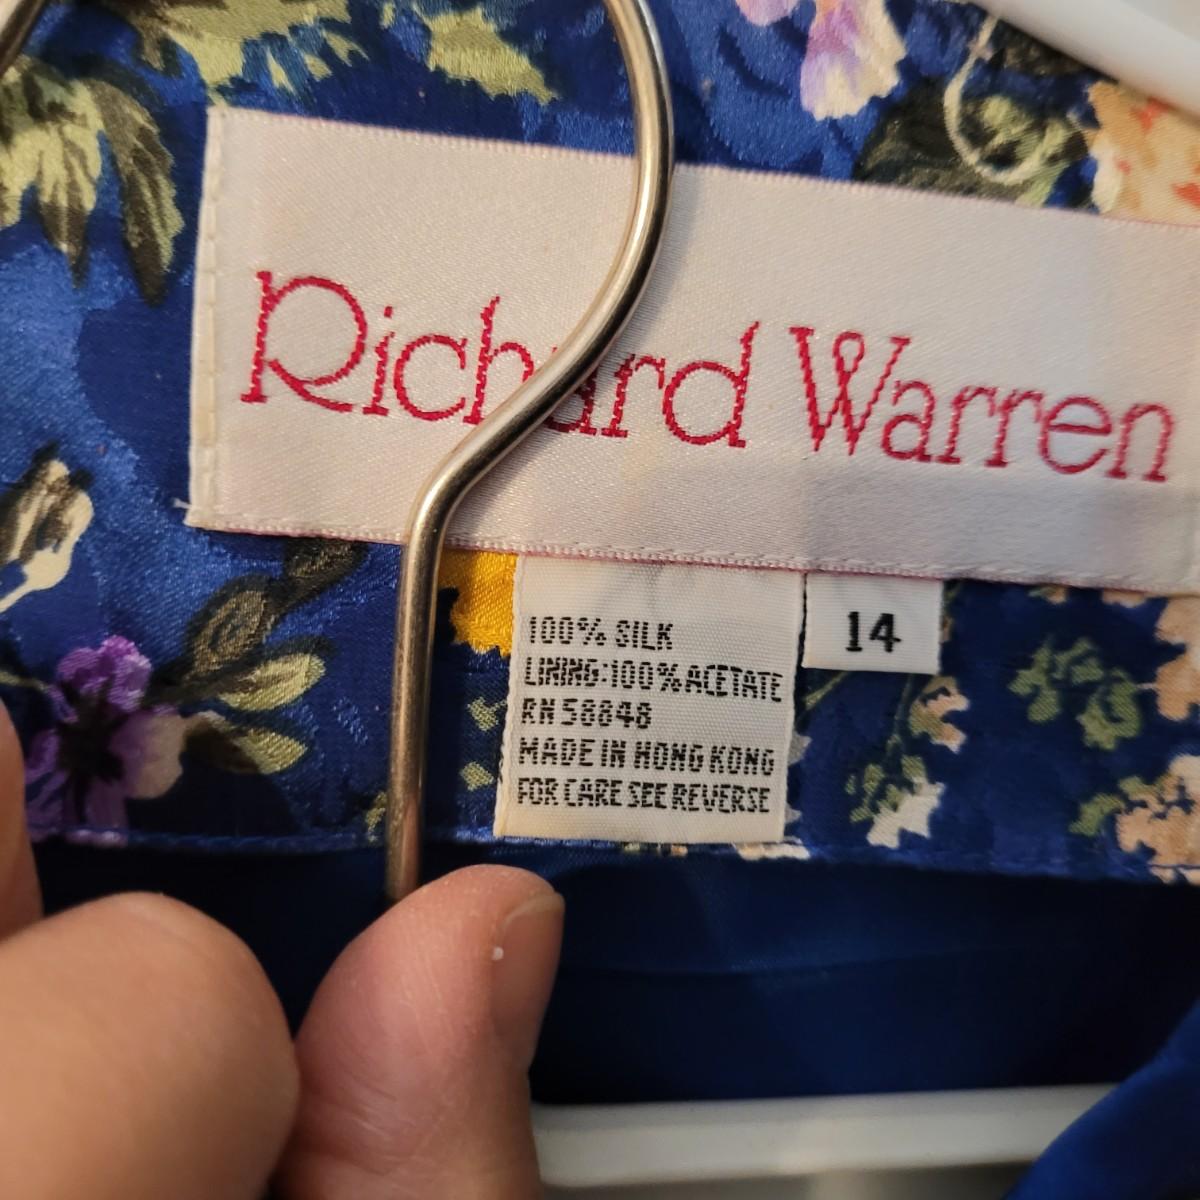 Richard Warren
100% SILK
LINING:100% ACETATE
RN 58848
MADE IN HONG KONG
FOR CARE SEE REVERSE
14